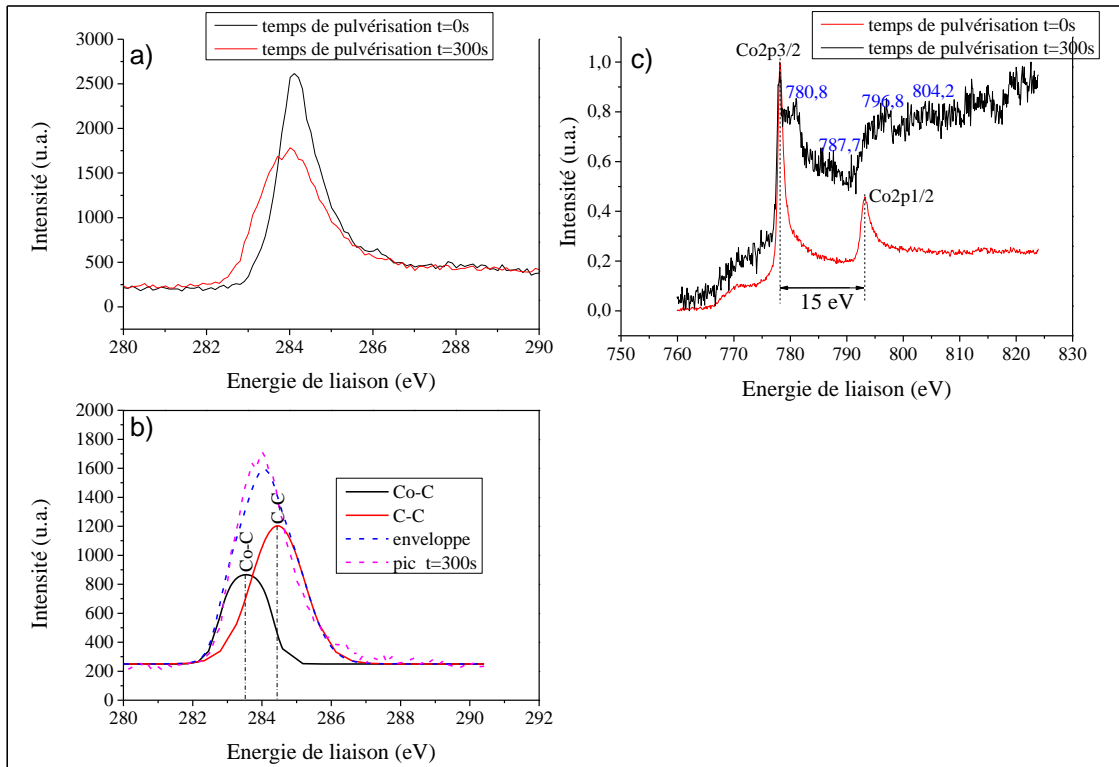 temps de pulvérisation t=0s
temps de pulvérisation t=300s
a)
3000
2500
2000
1500
1000
500
0
Intensité (u.a.)
280 282 284 286 288 290
Energie de liaison (eV)
temps de pulvérisation t=0s
temps de pulvérisation t=300s
c)
Co2p3/2
780,8
796,8
804,2
787,7
Co2p1/2
15 eV
1,0
0,8
0,6
0,4
0,2
0,0
Intensité (u.a.)
750 760 770 780 790 800 810 820 830
Energie de liaison (eV)
b)
2000
1800
1600
1400
1200
1000
800
600
400
200
0
Intensité (u.a.)
Co-C
C-C
Co-C
C-C
enveloppe
pic t=300s
280 282 284 286 288 290 292
Energie de liaison (eV)